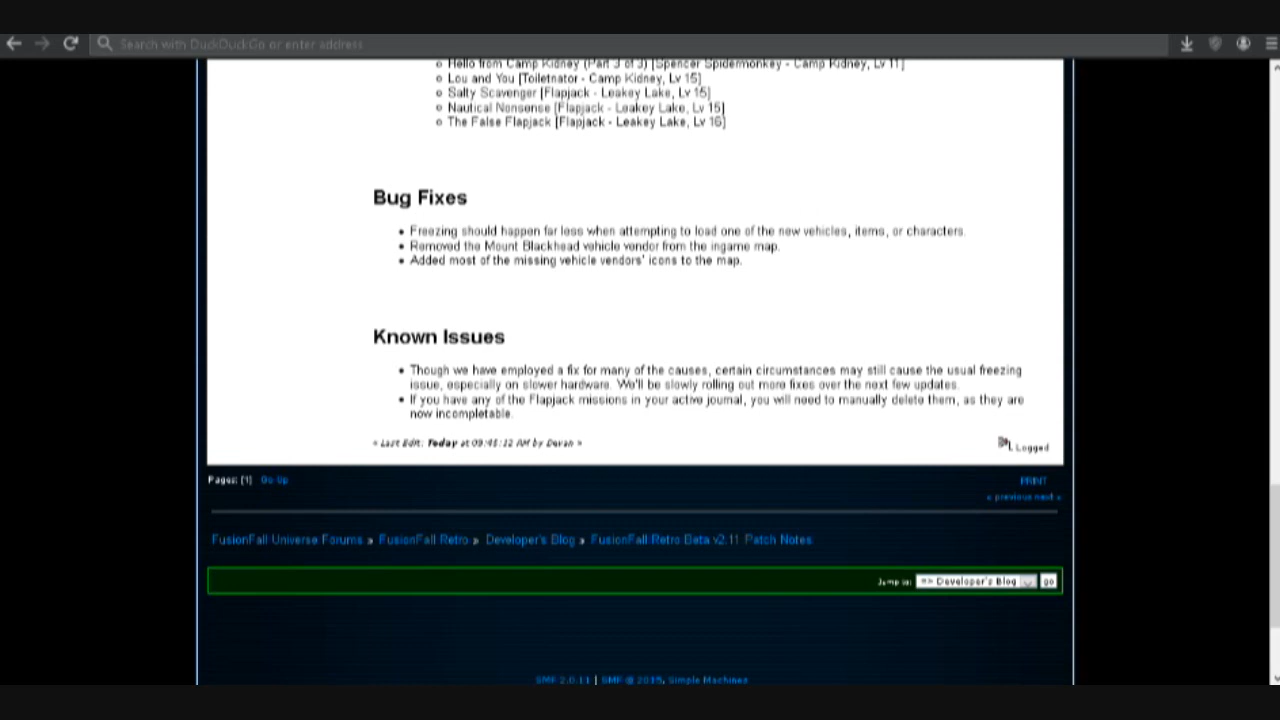 Search with DuckDuckGo or enter address
Hello from Camp Kidney (Part 3 of 3) [Spencer Spidermonkey - Camp Kidney, Lv 11]
Lou and You [Toiletnator - Camp Kidney, Lv 15]
Salty Scavenger [Flapjack - Leakey Lake, Lv 15]
Nautical Nonsense [Flapjack - Leakey Lake, Lv 15]
The False Flapjack [Flapjack - Leakey Lake, Lv 16]
Bug Fixes
Freezing should happen far less when attempting to load one of the new vehicles, items, or characters.
Removed the Mount Blackhead vehicle vendor from the ingame map.
Added most of the missing vehicle vendors' icons to the map.
Known Issues
Though we have employed a fix for many of the causes, certain circumstances may still cause the usual freezing
issue, especially on slower hardware. We'll be slowly rolling out more fixes over the next few updates.
If you have any of the Flapjack missions in your active journal, you will need to manually delete them, as they are
now incompletable.
« Last Edit: Today at 09:45:12 AM by Devan »
Logged
Pages: [1] Go Up
PRINT
« previous next »
FusionFall Universe Forums » FusionFall Retro » Developer's Blog » FusionFall Retro Beta v2.11 Patch Notes
Jump to: => Developer's Blog go
SMF 2.0.11 | SMF © 2015, Simple Machines